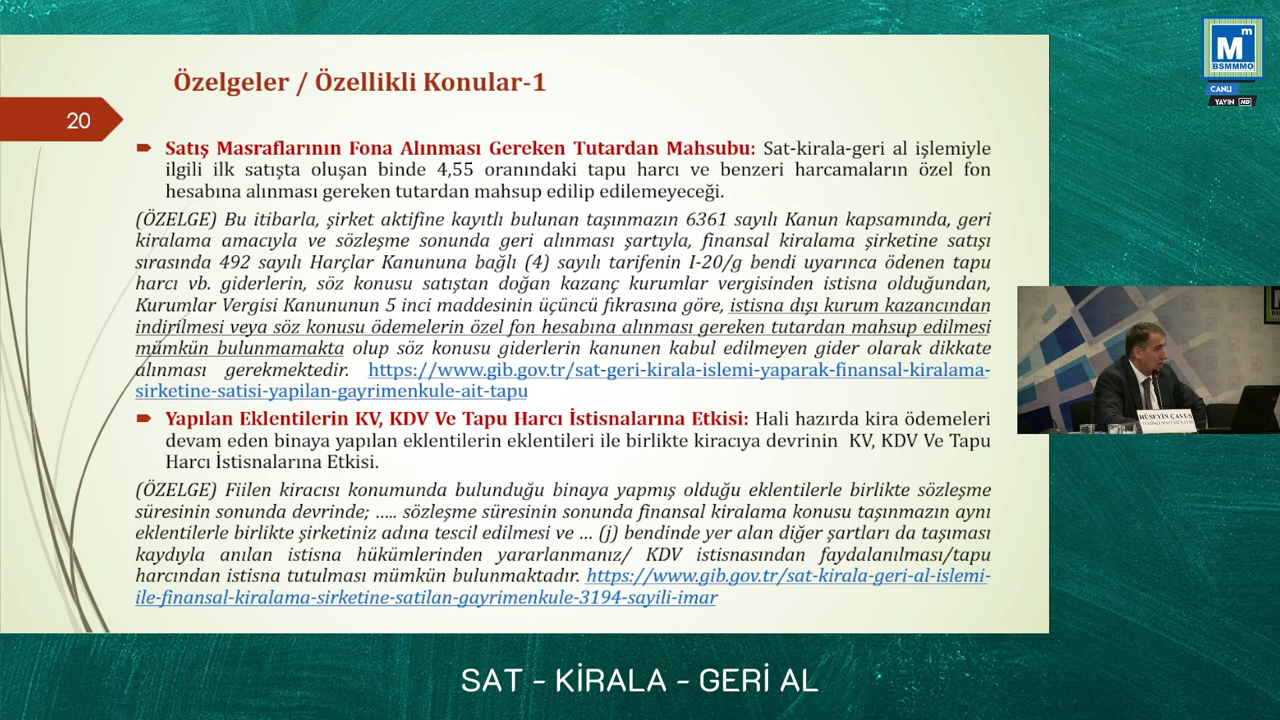 Özelgeler / Özellikli Konular-1
20
Satış Masraflarının Fona Alınması Gereken Tutardan Mahsubu: Sat-kirala-geri al işlemiyle
ilgili ilk satışta oluşan binde 4,55 oranındaki tapu harcı ve benzeri harcamaların özel fon
hesabına alınması gereken tutardan mahsup edilip edilemeyeceği.
(ÖZELGE) Bu itibarla, şirket aktifine kayıtlı bulunan taşınmazın 6361 sayılı Kanun kapsamında, geri
kiralama amacıyla ve sözleşme sonunda geri alınması şartıyla, finansal kiralama şirketine satışı
sırasında 492 sayılı Harçlar Kanununa bağlı (4) sayılı tarifenin I-20/g bendi uyarınca ödenen tapu
harcı vb. giderlerin, söz konusu satıştan doğan kazanç kurumlar vergisinden istisna olduğundan,
Kurumlar Vergisi Kanununun 5 inci maddesinin üçüncü fıkrasına göre, istisna dışı kurum kazancından
indirilmesi veya söz konusu ödemelerin özel fon hesabına alınması gereken tutardan mahsup edilmesi
mümkün bulunmamakta olup söz konusu giderlerin kanunen kabul edilmeyen gider olarak dikkate
alınması gerekmektedir. https://www.gib.gov.tr/sat-geri-kirala-islemi-yaparak-finansal-kiralama-
sirketine-satisi-yapilan-gayrimenkule-ait-tapu
Yapılan Eklentilerin KV, KDV Ve Tapu Harcı İstisnalarına Etkisi: Hali hazırda kira ödemeleri
devam eden binaya yapılan eklentilerin eklentileri ile birlikte kiracıya devrinin KV, KDV Ve Tapu
Harcı İstisnalarına Etkisi.
(ÖZELGE) Fiilen kiracısı konumunda bulunduğu binaya yapmış olduğu eklentilerle birlikte sözleşme
süresinin sonunda devrinde; ..... sözleşme süresinin sonunda finansal kiralama konusu taşınmazın aynı
eklentilerle birlikte şirketiniz adına tescil edilmesi ve ... (j) bendinde yer alan diğer şartları da taşıması
kaydıyla anılan istisna hükümlerinden yararlanmanız/ KDV istisnasından faydalanılması/tapu
harcından istisna tutulması mümkün bulunmaktadır. https://www.gib.gov.tr/sat-kirala-geri-al-islemi-
ile-finansal-kiralama-sirketine-satilan-gayrimenkule-3194-sayili-imar
Mm
BSMMMO
CANLI
YAYIN HD
HÜSEYİN ÇAVUŞ
SAT - KİRALA - GERİ AL